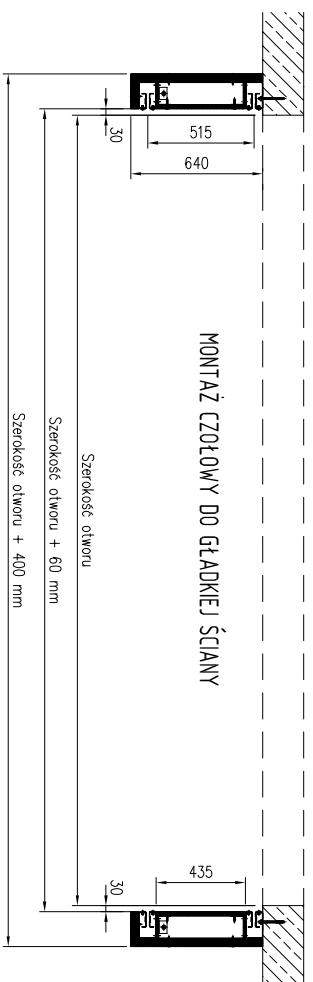 515
640
30
MONTAŻ CZOŁOWY DO GŁADKIEJ ŚCIANY
Szerokość otworu
Szerokość otworu + 60 mm
Szerokość otworu + 400 mm
435
30